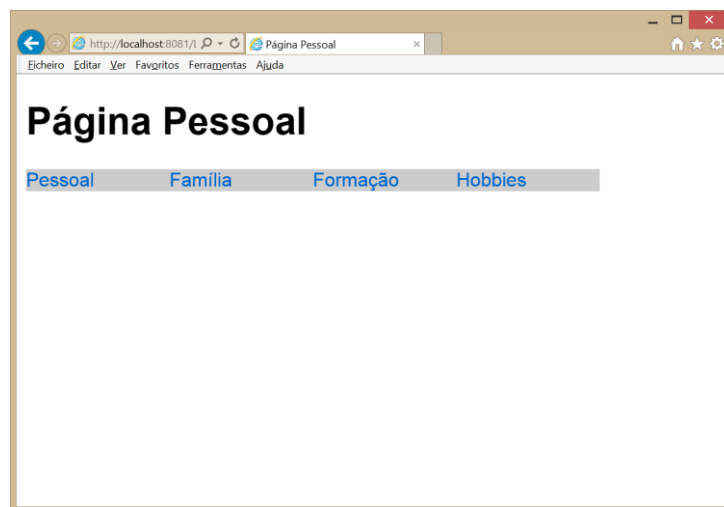 http://localhost:8081/l Página Pessoal
Ficheiro Editar Ver Favoritos Ferramentas Ajuda
Página Pessoal
Pessoal Família Formação Hobbies